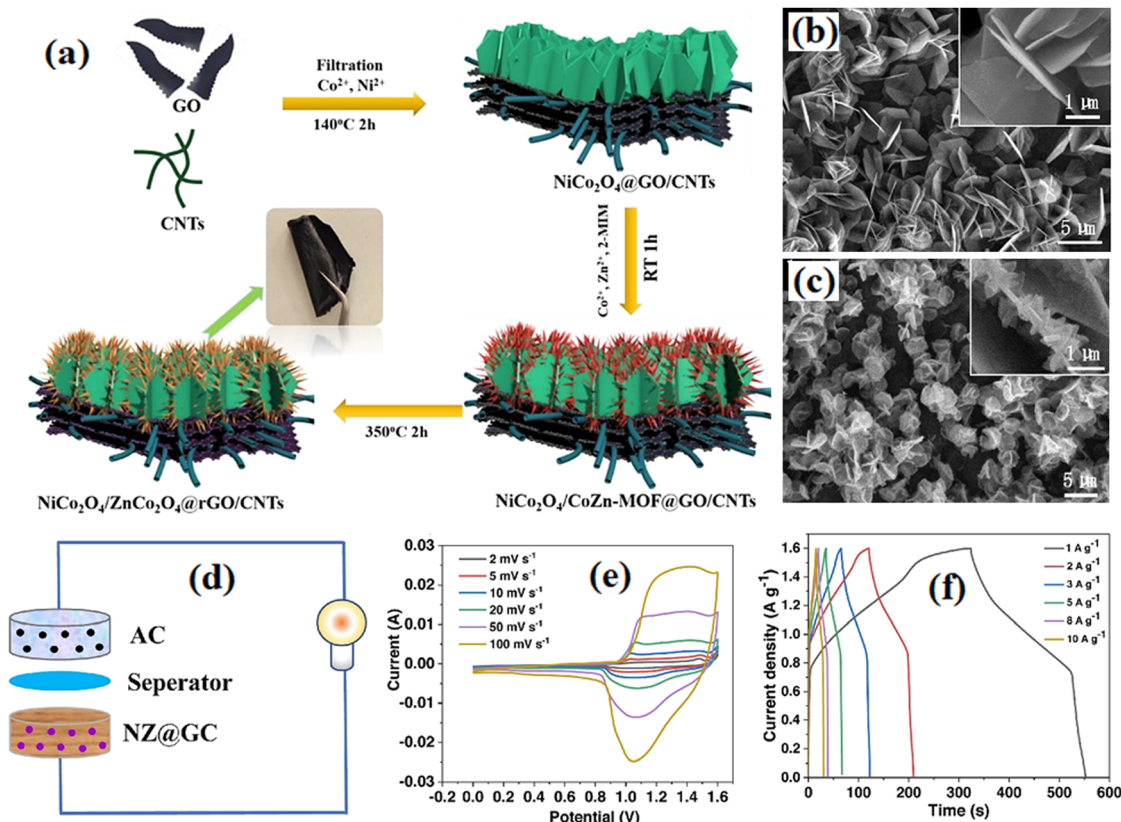 (a)
GO
CNTs
Filtration
Co²⁺, Ni²⁺
140°C 2h
NiCo₂O₄@GO/CNTs
Co²⁺, Zn²⁺, 2-MIM
RT 1h
NiCo₂O₄/CoZn-MOF@GO/CNTs
350°C 2h
NiCo₂O₄/ZnCo₂O₄@rGO/CNTs
(b)
1 μm
5 μm
(c)
1 μm
5 μm
(d)
AC
Seperator
NZ@GC
(e)
2 mV s⁻¹
5 mV s⁻¹
10 mV s⁻¹
20 mV s⁻¹
50 mV s⁻¹
100 mV s⁻¹
Current (A)
0.03
0.02
0.01
0.00
-0.01
-0.02
-0.03
-0.2 0.0 0.2 0.4 0.6 0.8 1.0 1.2 1.4 1.6
Potential (V)
(f)
1 A g⁻¹
2 A g⁻¹
3 A g⁻¹
5 A g⁻¹
8 A g⁻¹
10 A g⁻¹
Current density (A g⁻¹)
1.6
1.4
1.2
1.0
0.8
0.6
0.4
0.2
0.0
0 100 200 300 400 500 600
Time (s)